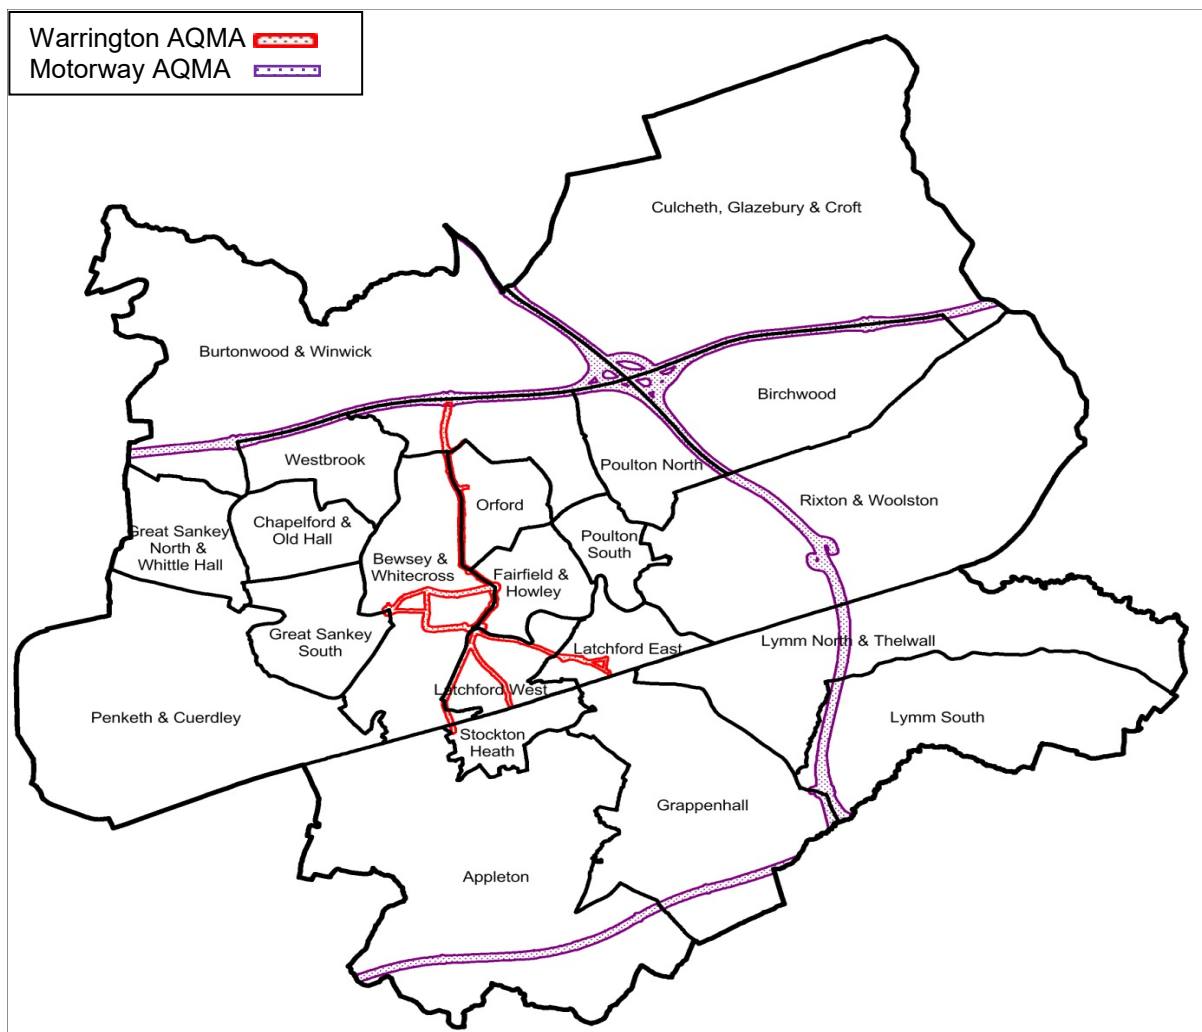 Warrington AQMA
Motorway AQMA
Culcheth, Glazebury & Croft
Burtonwood & Winwick
Birchwood
Westbrook
Poulton North
Rixton & Woolston
Orford
Chapelford &
Old Hall
Great Sankey
North &
Whittle Hall
Poulton
South
Bewsey &
Whitecross
Fairfield &
Howley
Great Sankey
South
Latchford East
Lymm North & Thelwall
Latchford West
Penketh & Cuerdley
Lymm South
Stockton
Heath
Grappenhall
Appleton